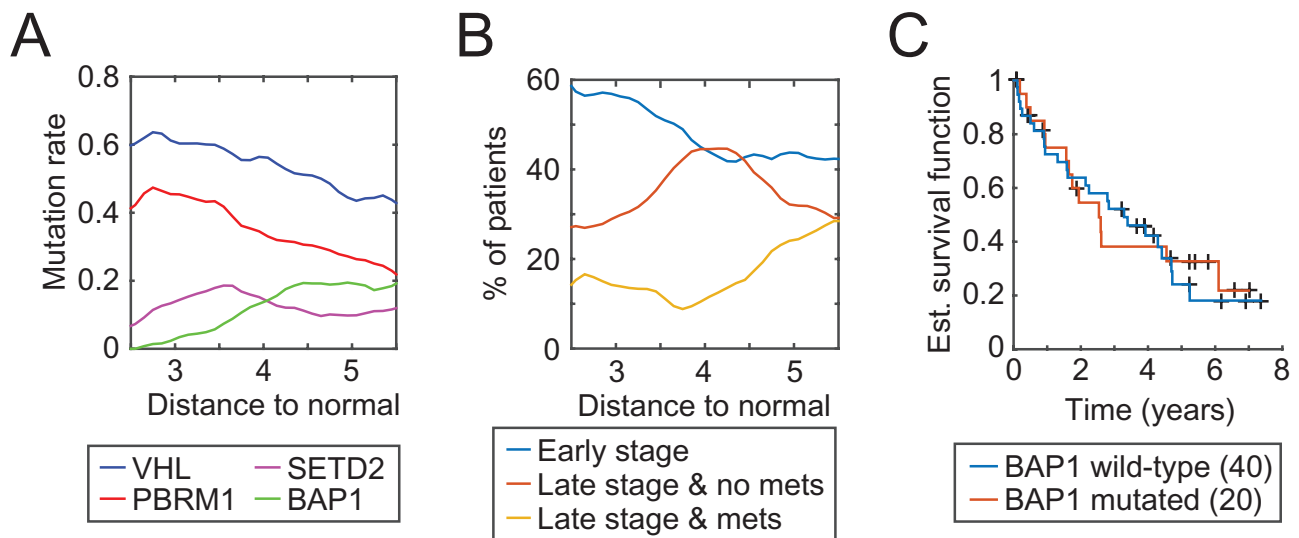 A
Mutation rate
0.8
0.6
0.4
0.2
0
3 4 5
Distance to normal
VHL SETD2
PBRM1 BAP1
B
% of patients
60
40
20
0
3 4 5
Distance to normal
Early stage
Late stage & no mets
Late stage & mets
C
Est. survival function
1
0.8
0.6
0.4
0.2
0
0 2 4 6 8
Time (years)
BAP1 wild-type (40)
BAP1 mutated (20)